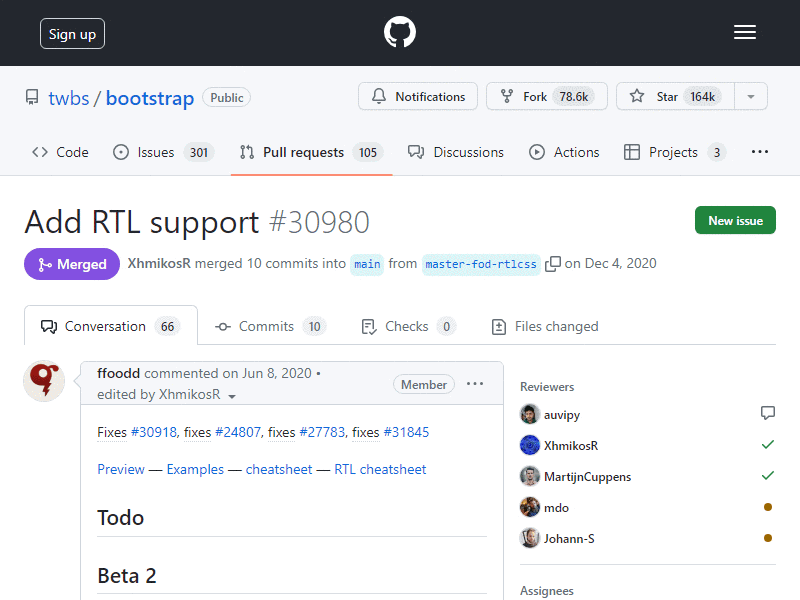 Sign up
twbs / bootstrap Public Notifications Fork 78.6k Star 164k
Code Issues 301 Pull requests 105 Discussions Actions Projects 3
Add RTL support #30980 New issue
Merged XhmikosR merged 10 commits into main from master-fod-rtlcss on Dec 4, 2020
Conversation 66 Commits 10 Checks 0 Files changed
ffoodd commented on Jun 8, 2020 •
edited by XhmikosR
Member
Fixes #30918, fixes #24807, fixes #27783, fixes #31845
Preview — Examples — cheatsheet — RTL cheatsheet
Todo
Beta 2
Reviewers
auvipy
XhmikosR
MartijnCuppens
mdo
Johann-S
Assignees